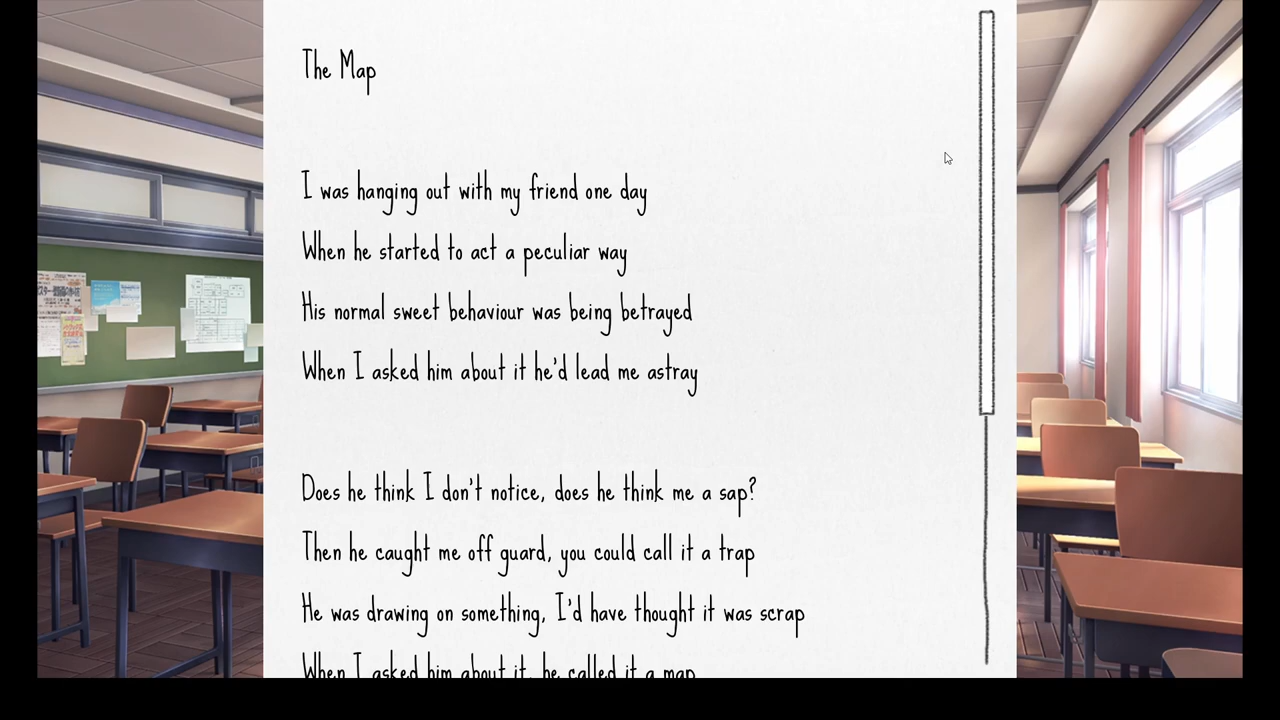 The Map
I was hanging out with my friend one day
When he started to act a peculiar way
His normal sweet behaviour was being betrayed
When I asked him about it he'd lead me astray
Does he think I don't notice, does he think me a sap?
Then he caught me off guard, you could call it a trap
He was drawing on something, I'd have thought it was scrap
When I asked him about it, he called it a map